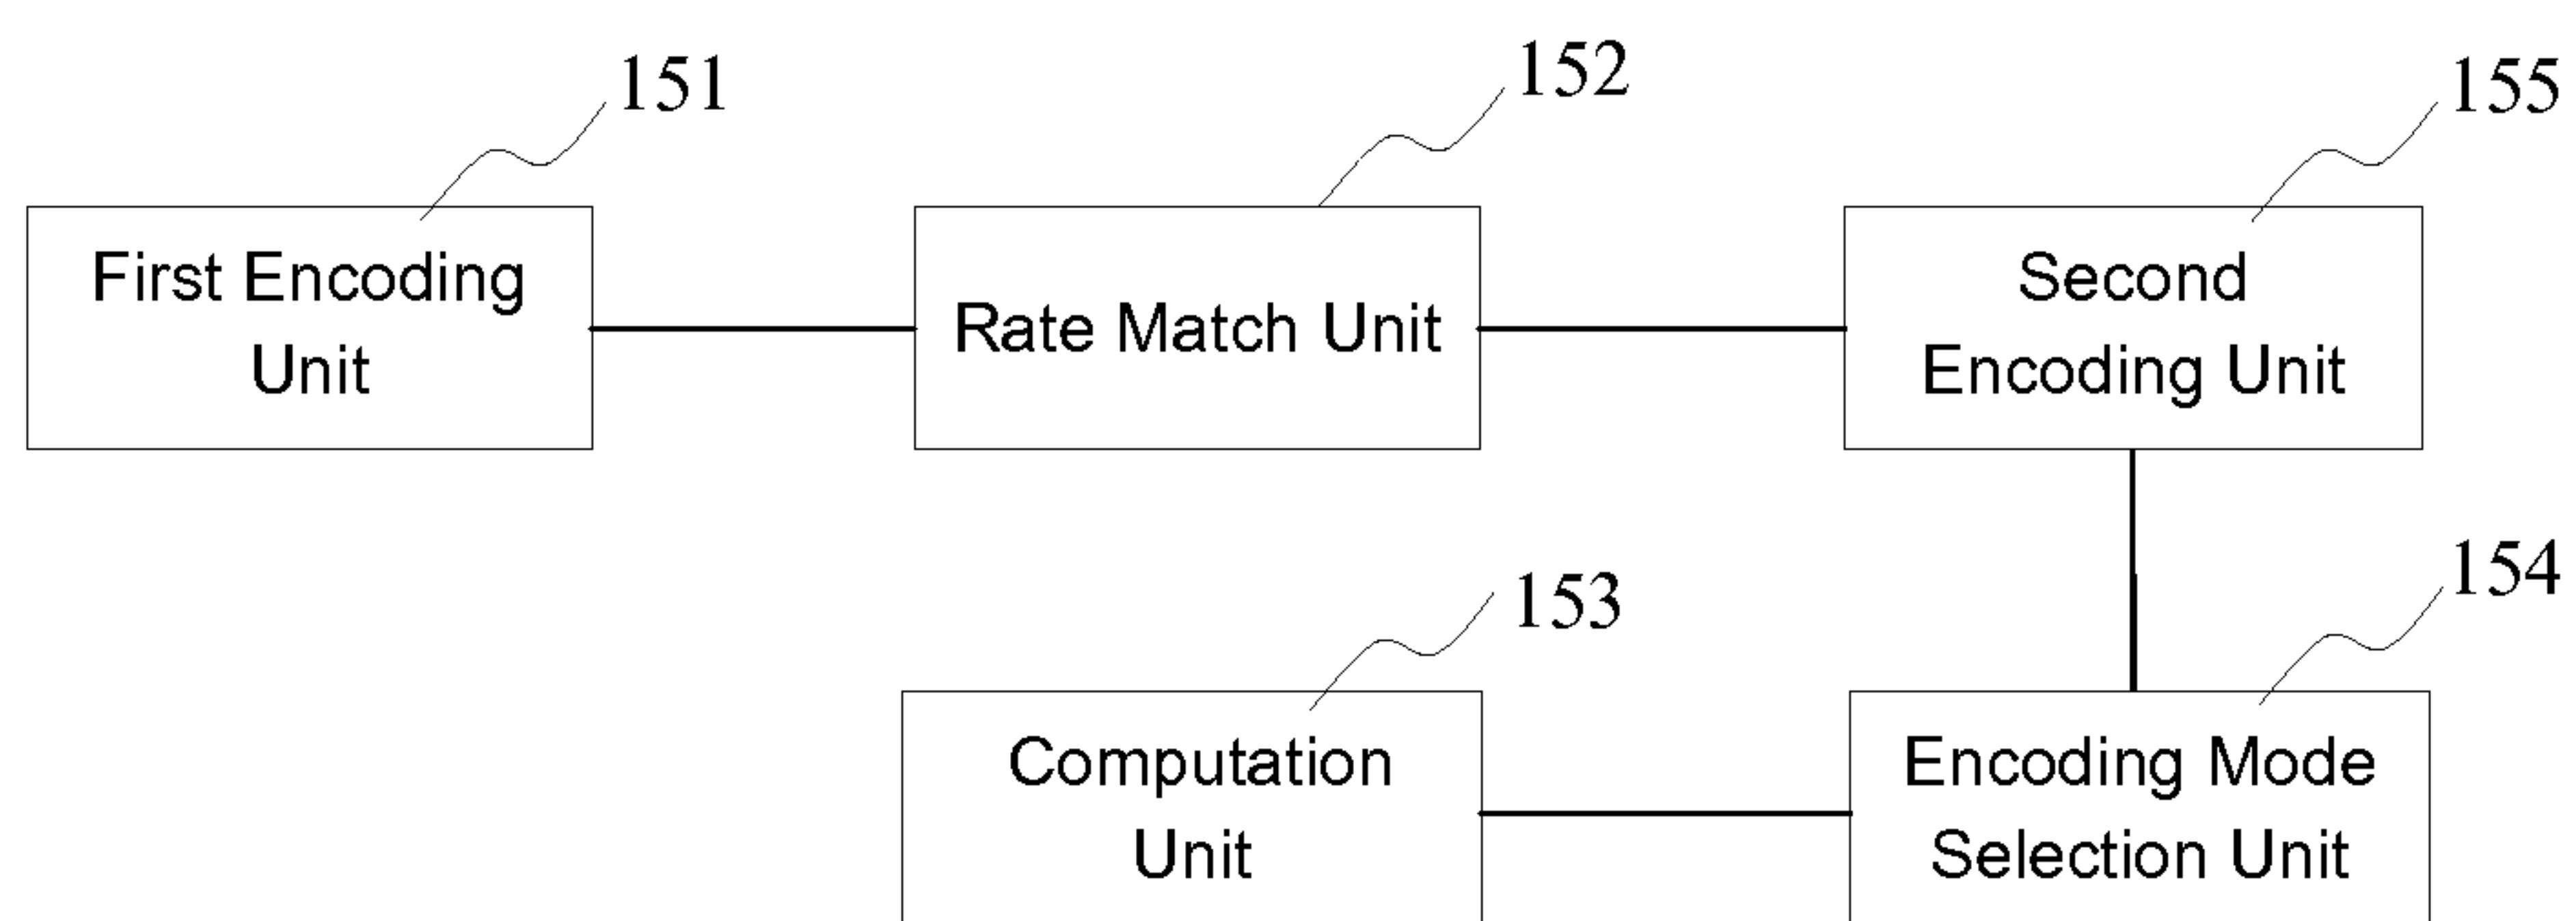 151
152
155
First Encoding
Unit
Rate Match Unit
Second
Encoding Unit
153
154
Computation
Unit
Encoding Mode
Selection Unit